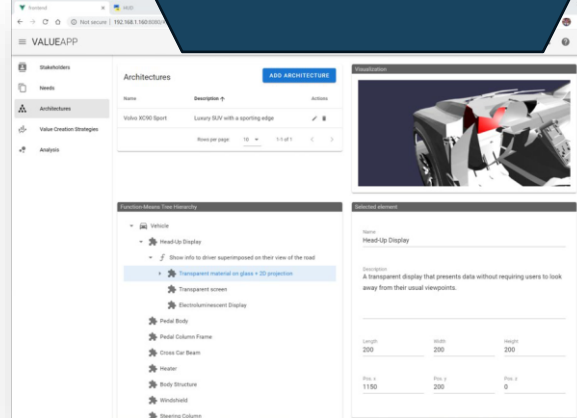 frontend
Not secure
192.168.1.160:8080/
VALUEAPP
Stakeholders
Needs
Architectures
Value Creation Strategies
Analysis
Architectures
ADD ARCHITECTURE
Name
Description ↑
Actions
Volvo XC90 Sport
Luxury SUV with a sporting edge
Rows per page
10
1-1 of 1
Visualization
Function-Means Tree Hierarchy
Vehicle
Head-Up Display
Show info to driver superimposed on their view of the road
Transparent material on glass + 2D projection
Transparent screen
Electroluminescent Display
Pedal Body
Pedal Column Frame
Cross Car Beam
Heater
Body Structure
Windshield
Steering Column
Selected element
Name
Head-Up Display
Description
A transparent display that presents data without requiring users to look
away from their usual viewpoints.
Length
Width
Height
200
200
200
1150
200
0